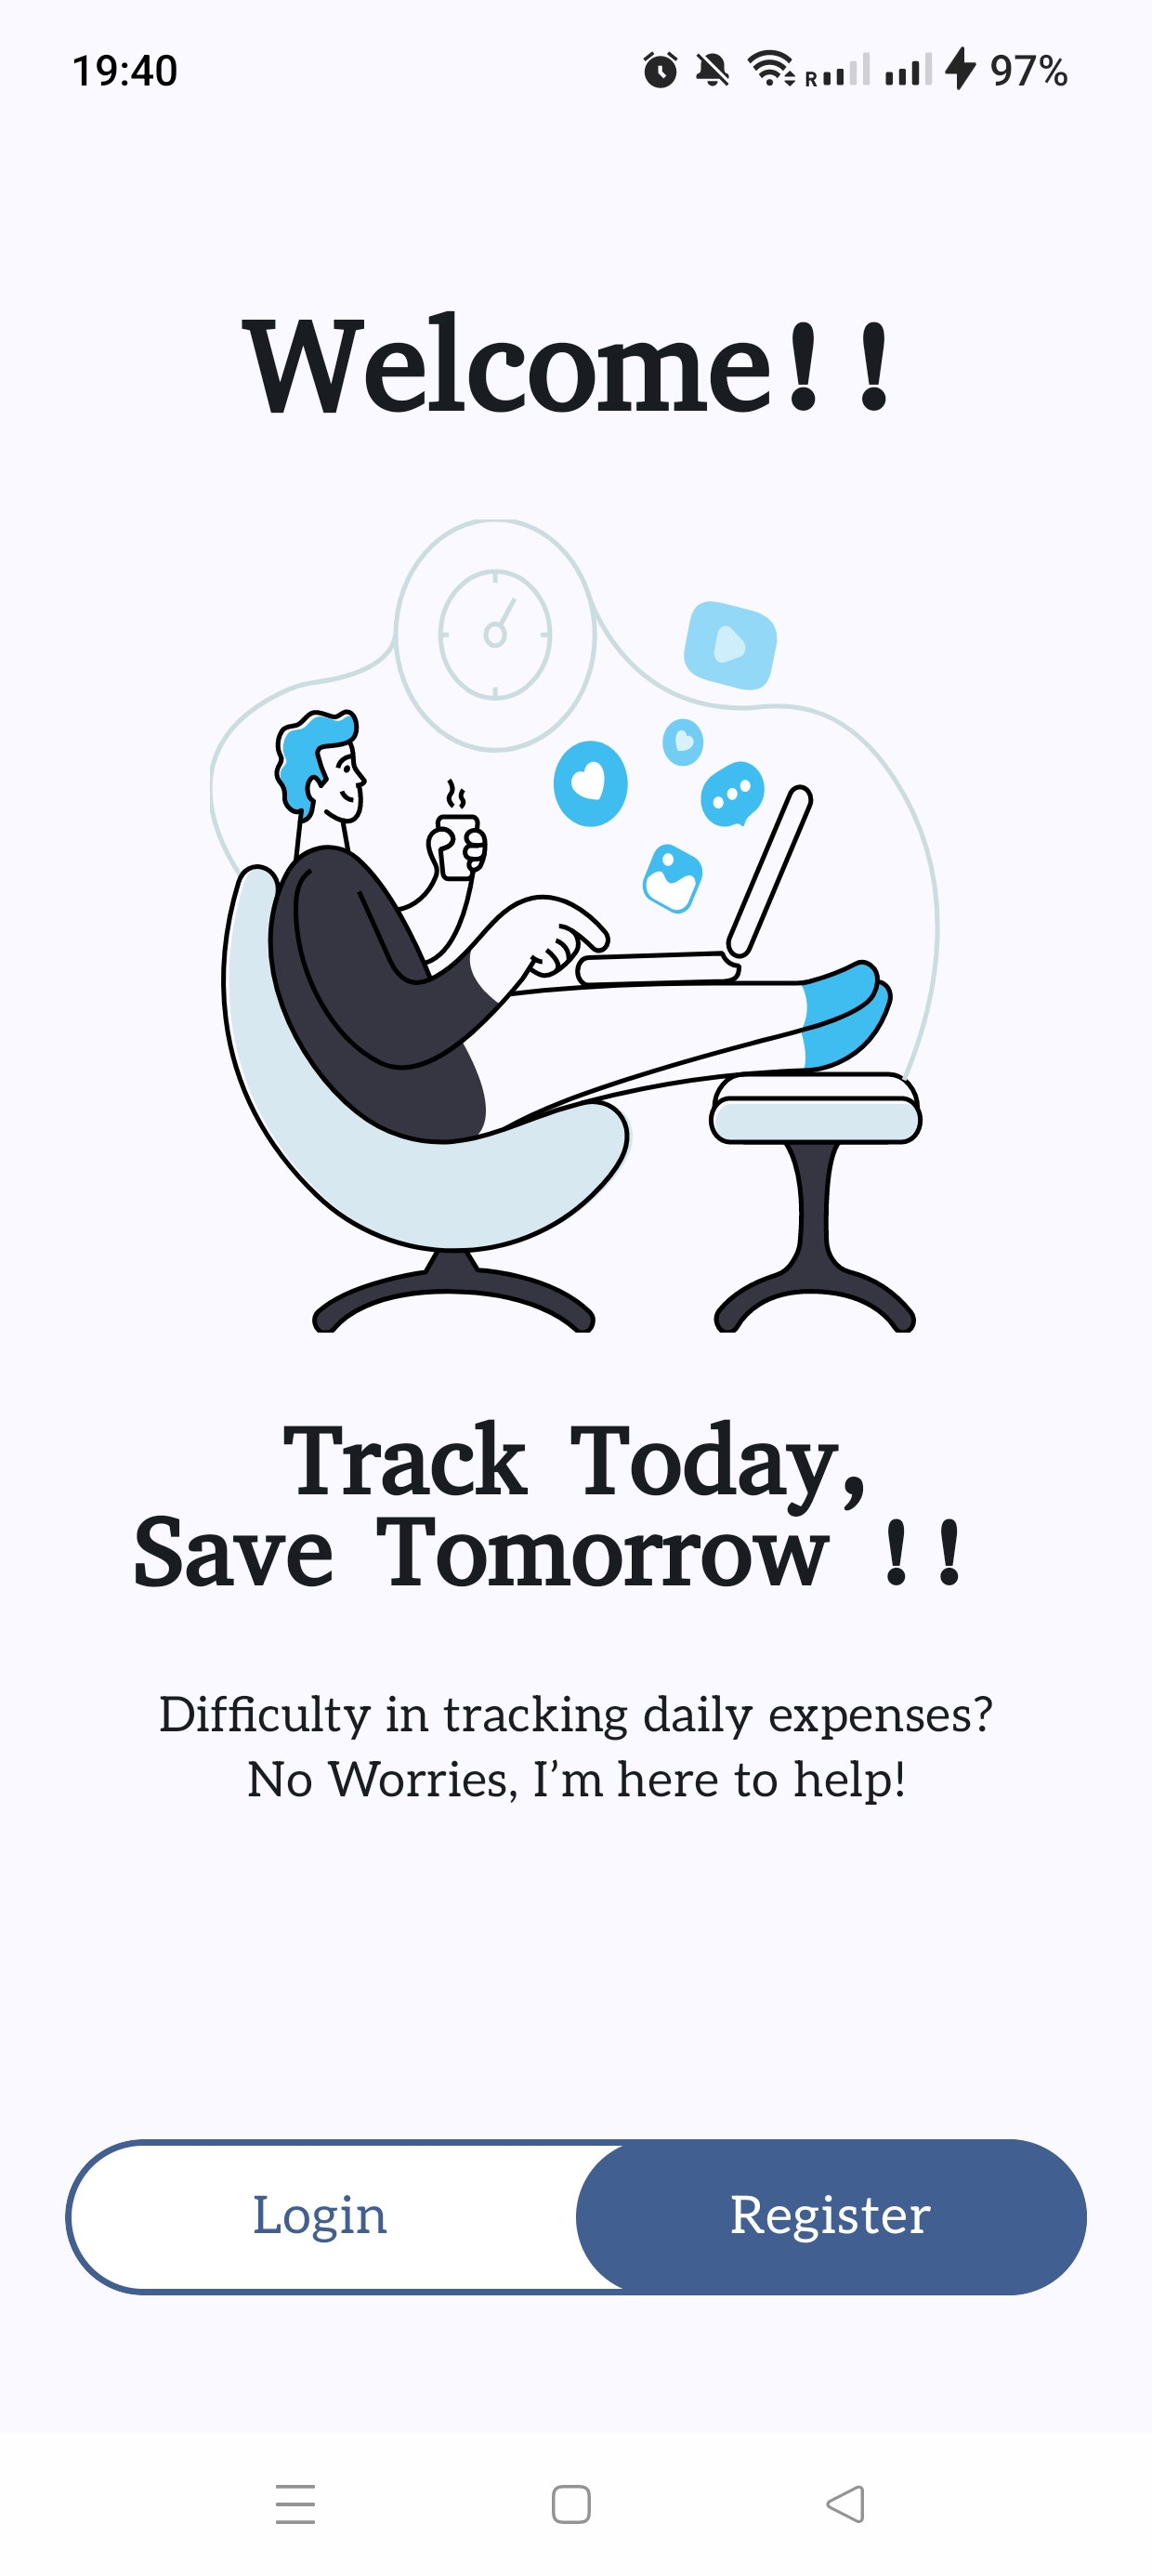 19:40
R 97%
Welcome!!
Track Today,
Save Tomorrow !!
Difficulty in tracking daily expenses?
No Worries, I’m here to help!
Login Register